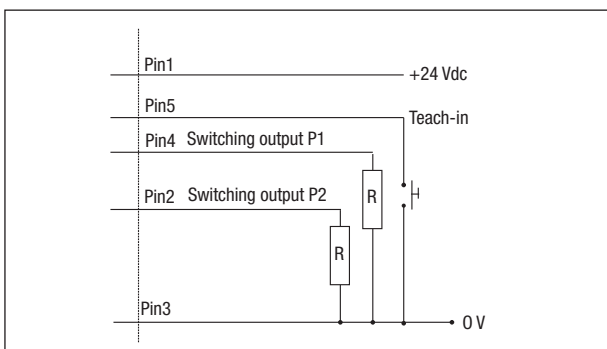 Pin1
+24 Vdc
Pin5
Teach-in
Pin4 Switching output P1
Pin2 Switching output P2
R
R
Pin3
0 V